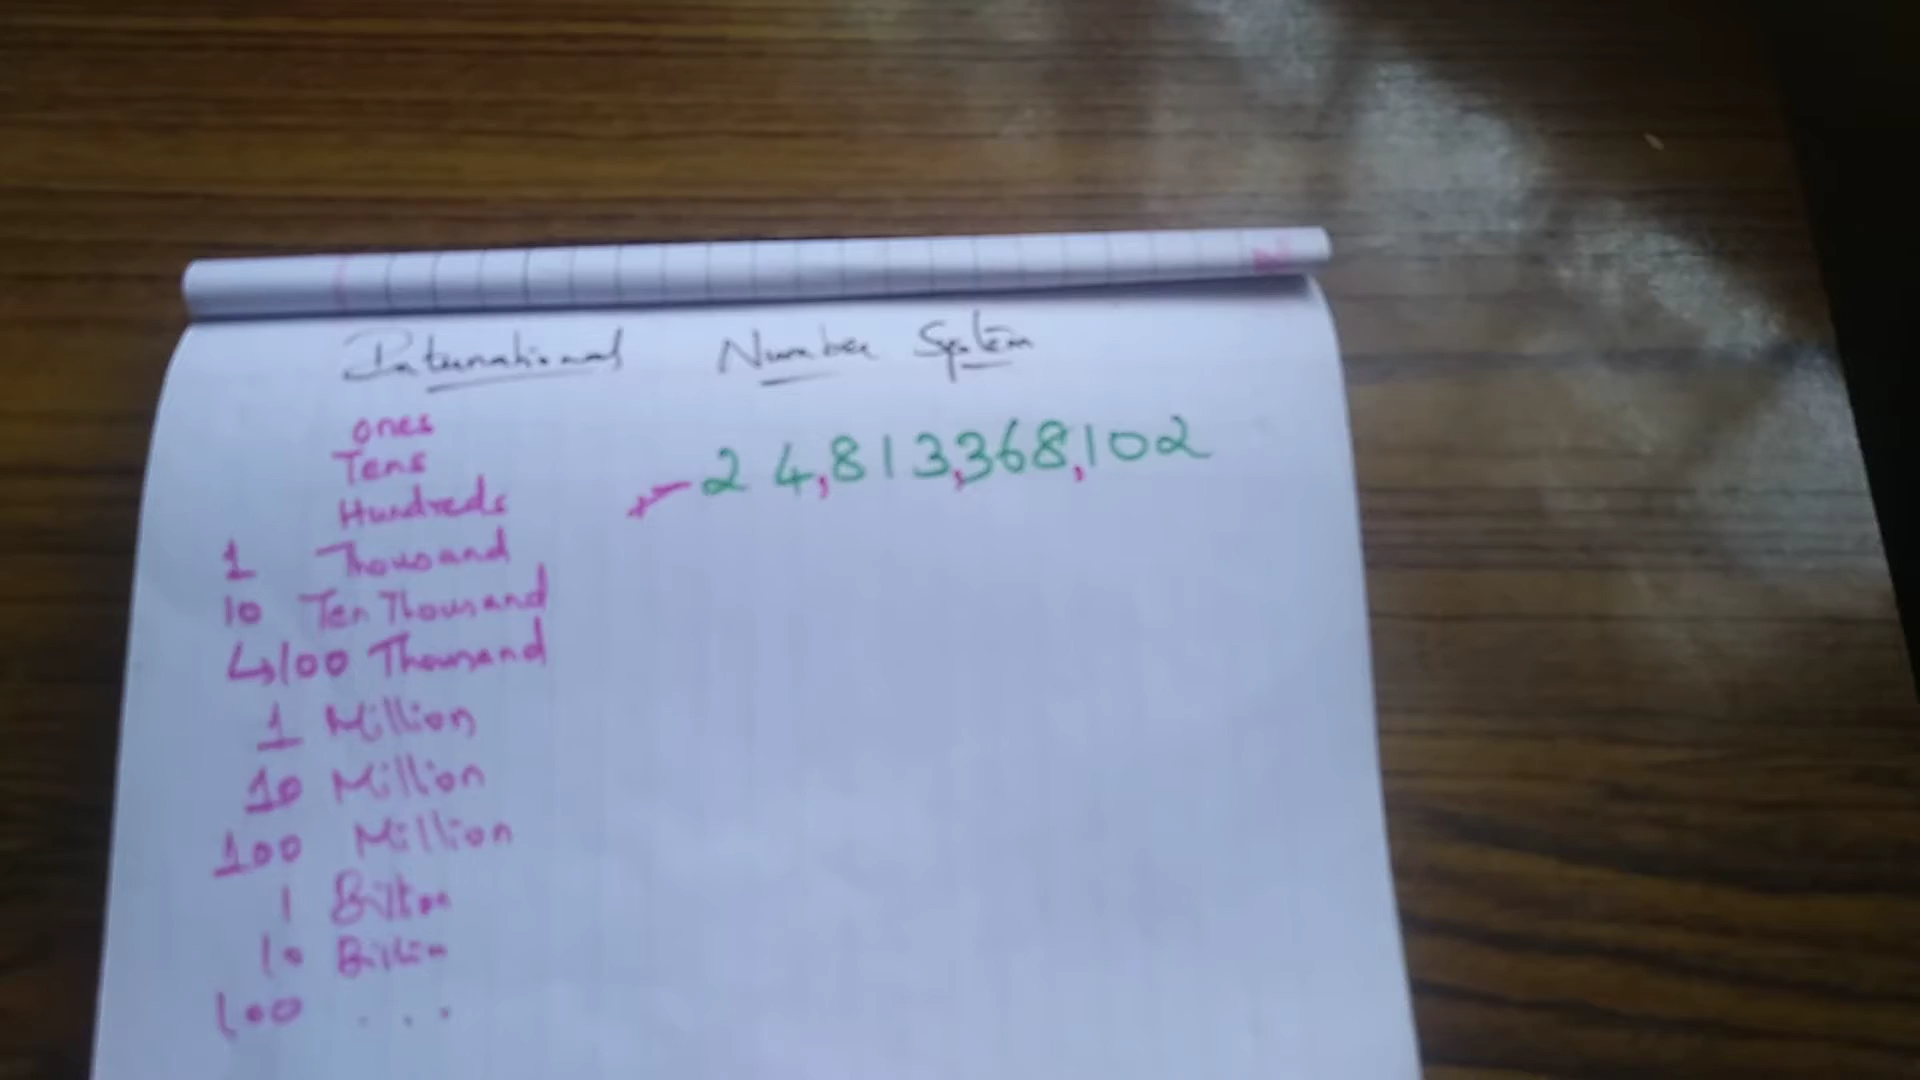 International Number System
ones
Tens
Hundreds
24,813,368,102
1 Thousand
10 Ten Thousand
↳100 Thousand
1 Million
10 Million
100 Million
1 Billion
10 Billion
100 ...